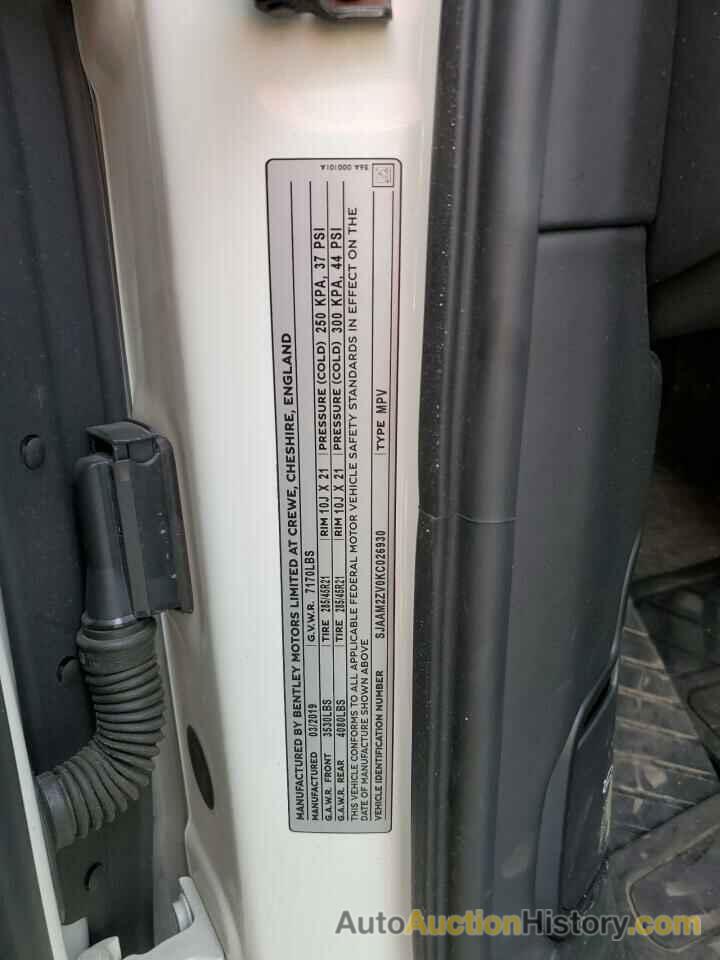 MANUFACTURED BY BENTLEY MOTORS LIMITED AT CREWE, CHESHIRE, ENGLAND
MANUFACTURED 03/2019 G.V.W.R. 7170LBS
G.A.W.R. FRONT 3530LBS TIRE 285/45R21 RIM 10J X 21 PRESSURE (COLD) 250 KPA, 37 PSI
G.A.W.R. REAR 4080LBS TIRE 285/45R21 RIM 10J X 21 PRESSURE (COLD) 300 KPA, 44 PSI
THIS VEHICLE CONFORMS TO ALL APPLICABLE FEDERAL MOTOR VEHICLE SAFETY STANDARDS IN EFFECT ON THE
DATE OF MANUFACTURE SHOWN ABOVE
VEHICLE IDENTIFICATION NUMBER SJAAM2ZV0KC026930 TYPE MPV
36A 000101A
AutoAuctionHistory.com